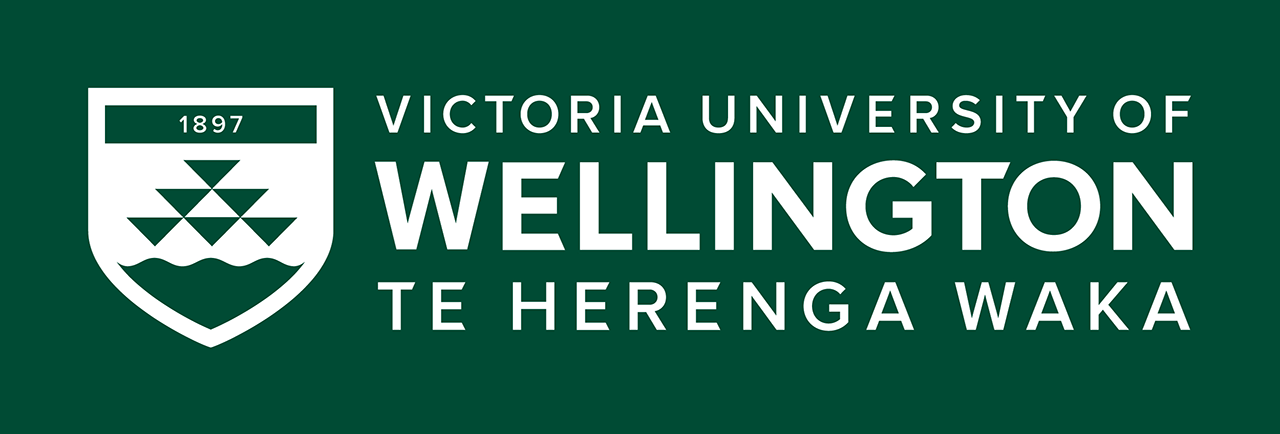 1897
VICTORIA UNIVERSITY OF
WELLINGTON
TE HERENGA WAKA